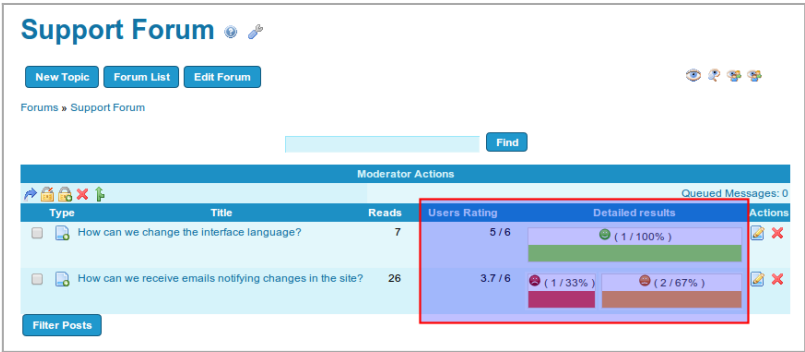 Support Forum
New Topic Forum List Edit Forum
Forums » Support Forum
Find
Moderator Actions
Queued Messages: 0
Type Title Reads Users Rating Detailed results Actions
How can we change the interface language? 7 5 / 6 ( 1 / 100% )
How can we receive emails notifying changes in the site? 26 3.7 / 6 ( 1 / 33% ) ( 2 / 67% )
Filter Posts